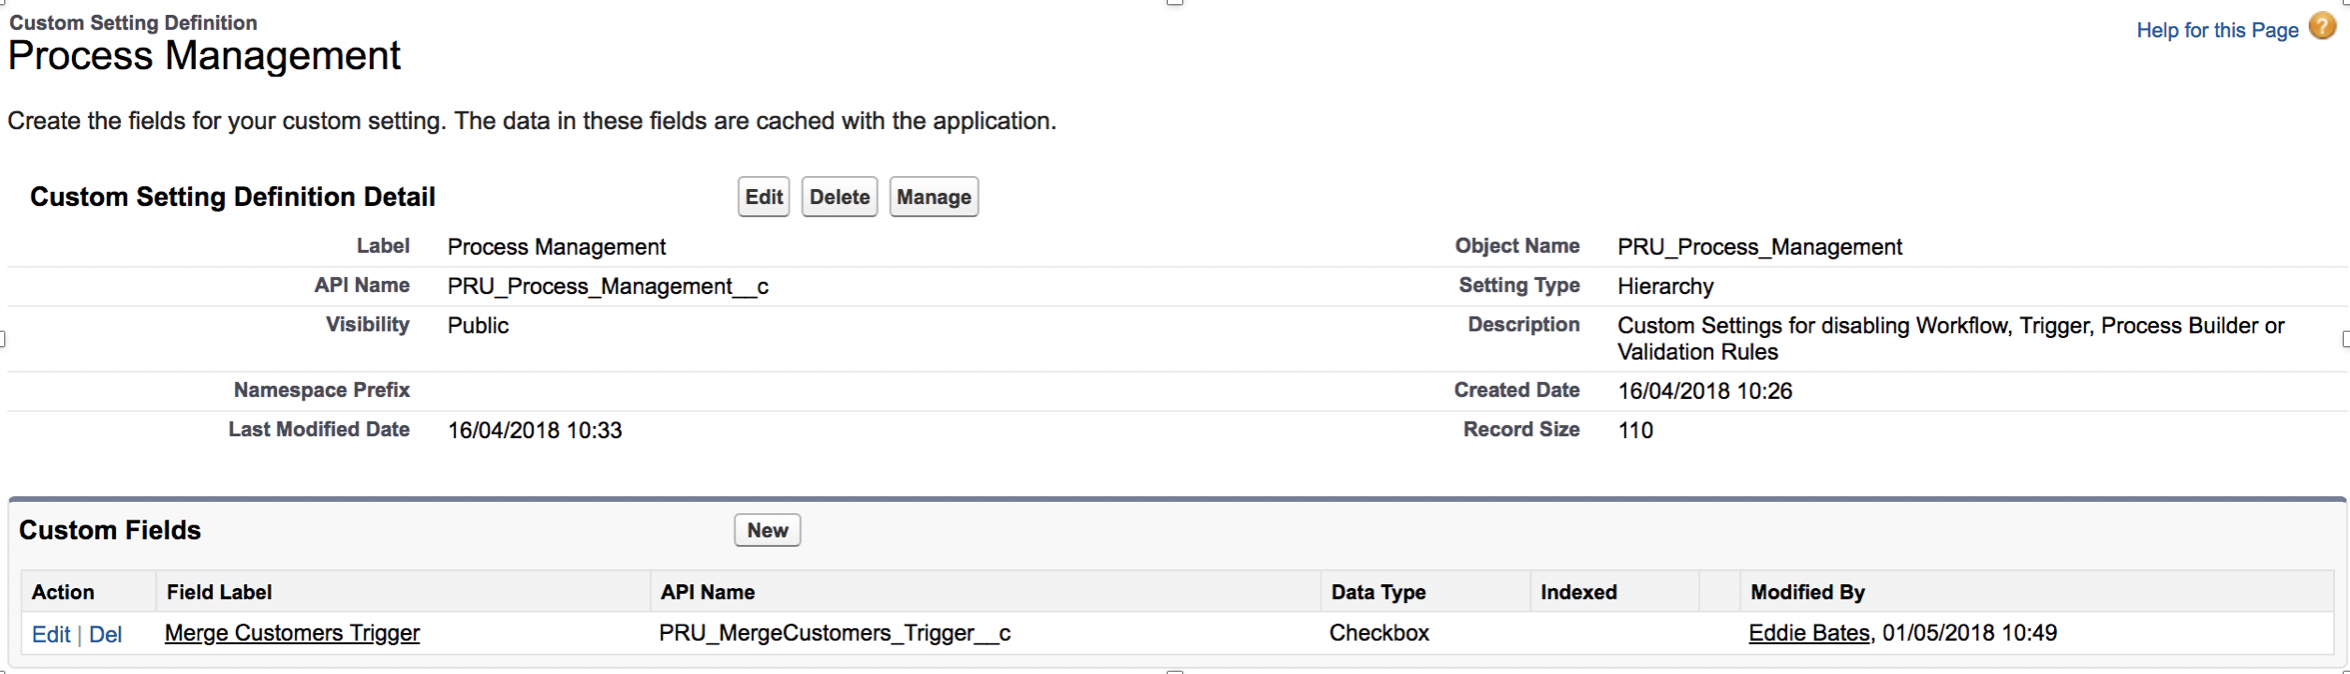 Custom Setting Definition
Process Management
Help for this Page ?
Create the fields for your custom setting. The data in these fields are cached with the application.
Custom Setting Definition Detail Edit Delete Manage
Label Process Management Object Name PRU_Process_Management
API Name PRU_Process_Management__c Setting Type Hierarchy
Visibility Public Description Custom Settings for disabling Workflow, Trigger, Process Builder or
Validation Rules
Namespace Prefix Created Date 16/04/2018 10:26
Last Modified Date 16/04/2018 10:33 Record Size 110
Custom Fields New
Action Field Label API Name Data Type Indexed Modified By
Edit | Del Merge Customers Trigger PRU_MergeCustomers_Trigger__c Checkbox Eddie Bates, 01/05/2018 10:49